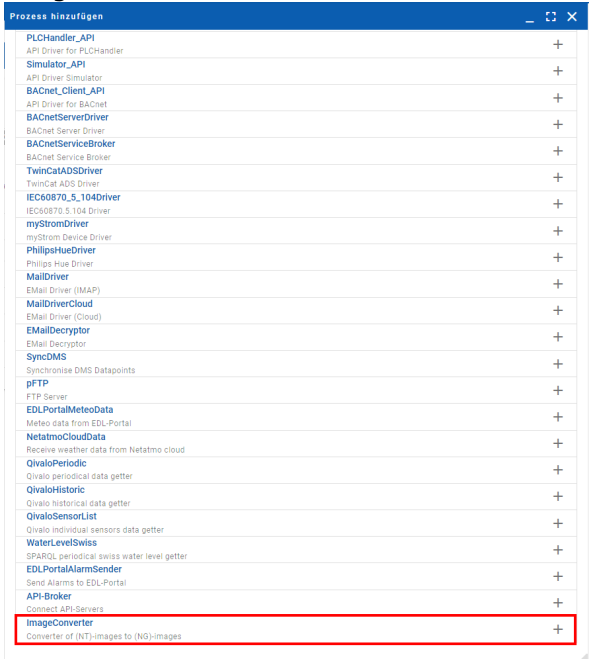 Prozess hinzufügen
PLCHandler_API
API Driver for PLCHandler
Simulator_API
API Driver Simulator
BACnet_Client_API
API Driver for BACnet
BACnetServerDriver
BACnet Server Driver
BACnetServiceBroker
BACnet Service Broker
TwinCatADSDriver
TwinCat ADS Driver
IEC60870_5_104Driver
IEC60870.5.104 Driver
myStromDriver
myStrom Device Driver
PhilipsHueDriver
Philips Hue Driver
MailDriver
EMail Driver (IMAP)
MailDriverCloud
EMail Driver (Cloud)
EMailDecryptor
EMail Decryptor
SyncDMS
Synchronise DMS Datapoints
pFTP
FTP Server
EDLPortalMeteoData
Meteo data from EDL-Portal
NetatmoCloudData
Receive weather data from Netatmo cloud
QivaloPeriodic
Qivalo periodical data getter
QivaloHistoric
Qivalo historical data getter
QivaloSensorList
Qivalo individual sensors data getter
WaterLevelSwiss
SPARQL periodical swiss water level getter
EDLPortalAlarmSender
Send Alarms to EDL-Portal
API-Broker
Connect API-Servers
ImageConverter
Converter of (NT)-images to (NG)-images